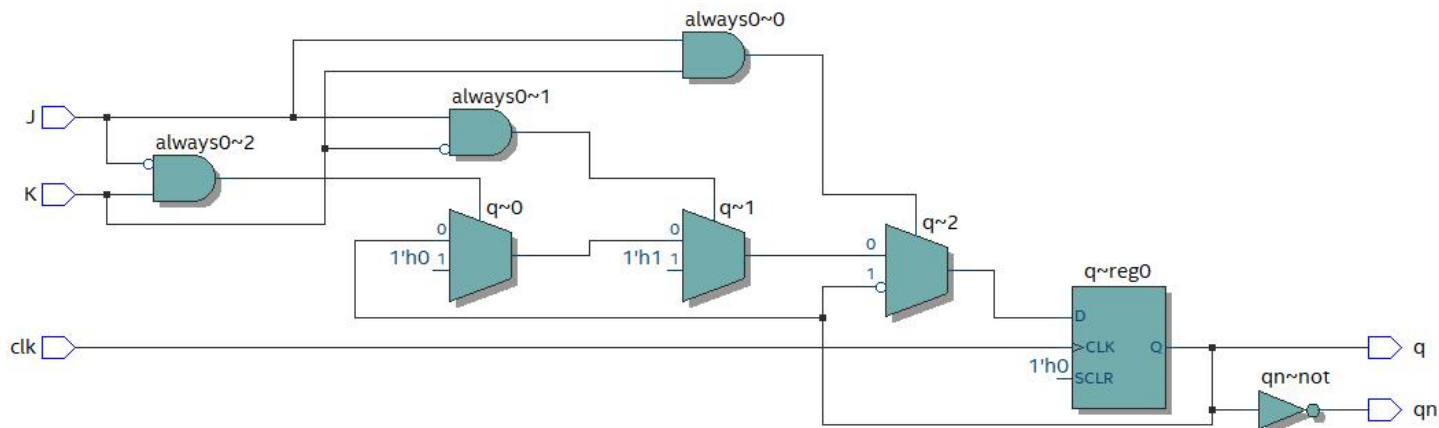 always0~0
always0~1
J
always0~2
K
q~0
q~1
q~2
0
1'h0 1
0
1'h1 1
0
1
q~reg0
D
clk
CLK
Q
q
1'h0
SCLR
qn~not
qn